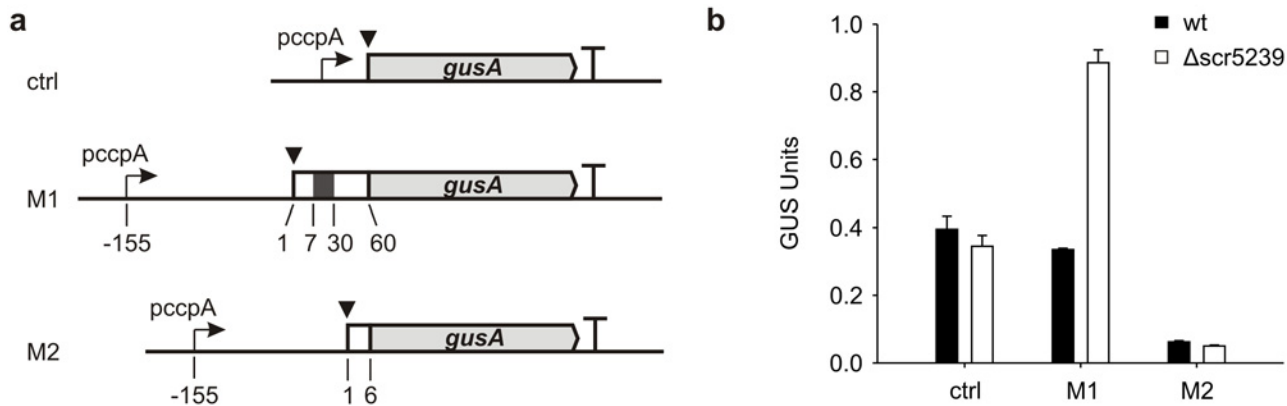 a
pccpA
ctrl
gusA
pccpA
M1
gusA
-155
1
7
30
60
pccpA
M2
gusA
-155
1
6
b
wt
Δscr5239
GUS Units
1.0
0.8
0.6
0.4
0.2
0.0
ctrl
M1
M2